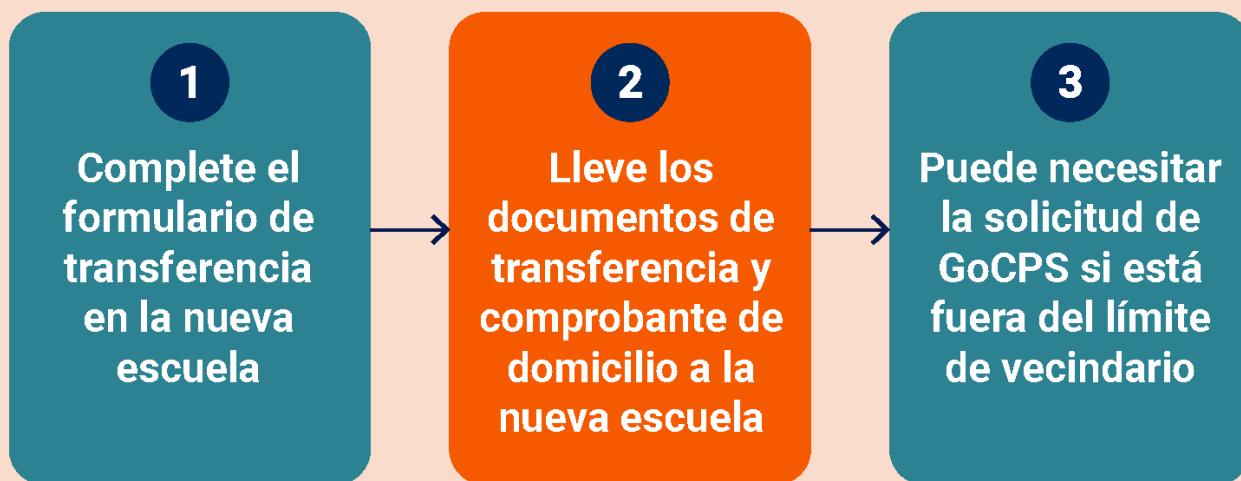 1
Complete el
formulario de
transferencia
en la nueva
escuela
2
Lleve los
documentos de
transferencia y
comprobante de
domicilio a la
nueva escuela
3
Puede necesitar
la solicitud de
GoCPS si está
fuera del límite
de vecindario